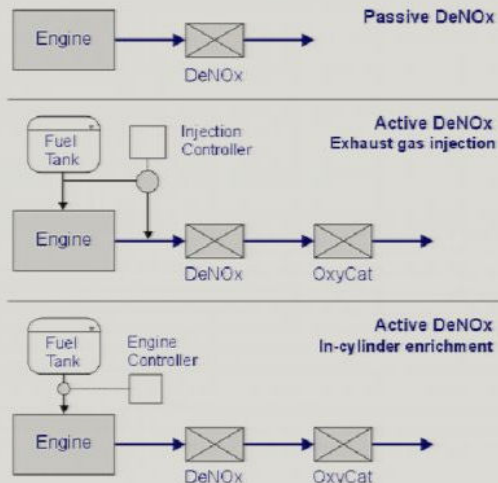 Passive DeNOx
Engine
DeNOx
Active DeNOx
Exhaust gas injection
Fuel
Tank
Injection
Controller
Engine
DeNOx
OxyCat
Active DeNOx
In-cylinder enrichment
Fuel
Tank
Engine
Controller
Engine
DeNOx
OxyCat